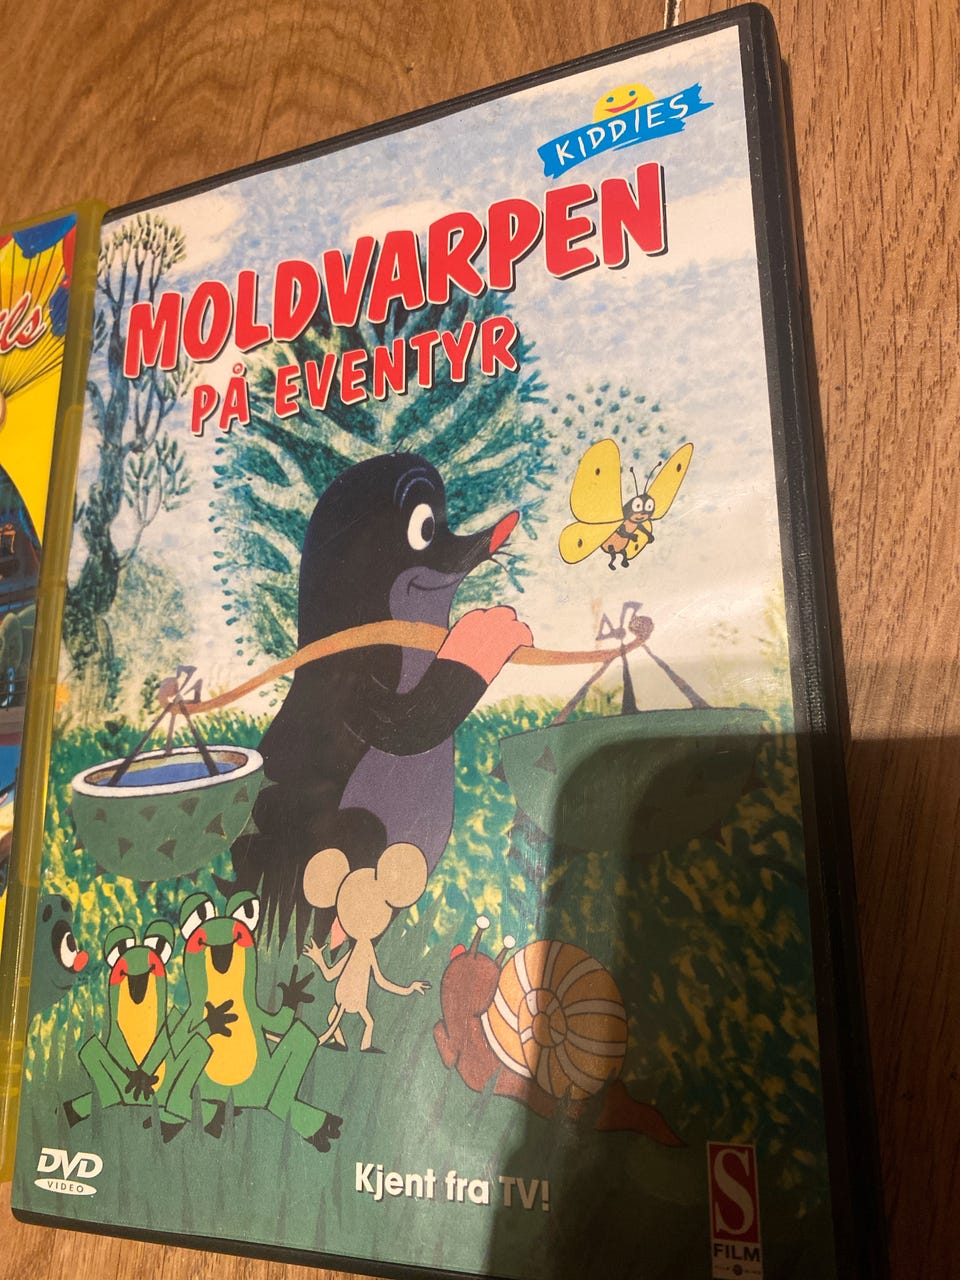 KIDDIES
MOLDVARPEN
PÅ EVENTYR
DVD
VIDEO
Kjent fra TV!
S
FILM